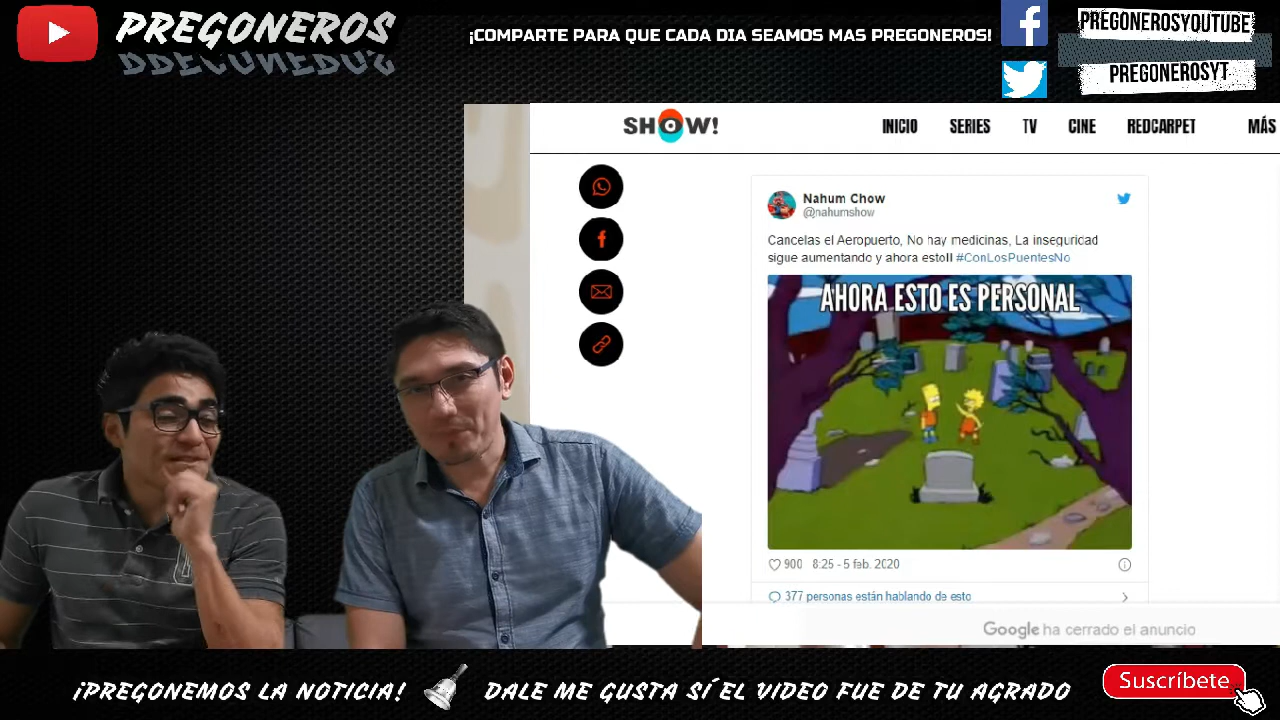 PREGONEROS
¡COMPARTE PARA QUE CADA DIA SEAMOS MAS PREGONEROS!
PREGONEROSYOUTUBE
PREGONEROSYT
SHOW!
INICIO SERIES TV CINE REDCARPET MÁS
Nahum Chow
@nahumshow
Cancelas el Aeropuerto, No hay medicinas, La inseguridad
sigue aumentando y ahora estoII #ConLosPuentesNo
AHORA ESTO ES PERSONAL
900 8:25 - 5 feb. 2020
377 personas están hablando de esto
Google ha cerrado el anuncio
¡PREGONEMOS LA NOTICIA!
DALE ME GUSTA SÍ EL VIDEO FUE DE TU AGRADO
Suscríbete